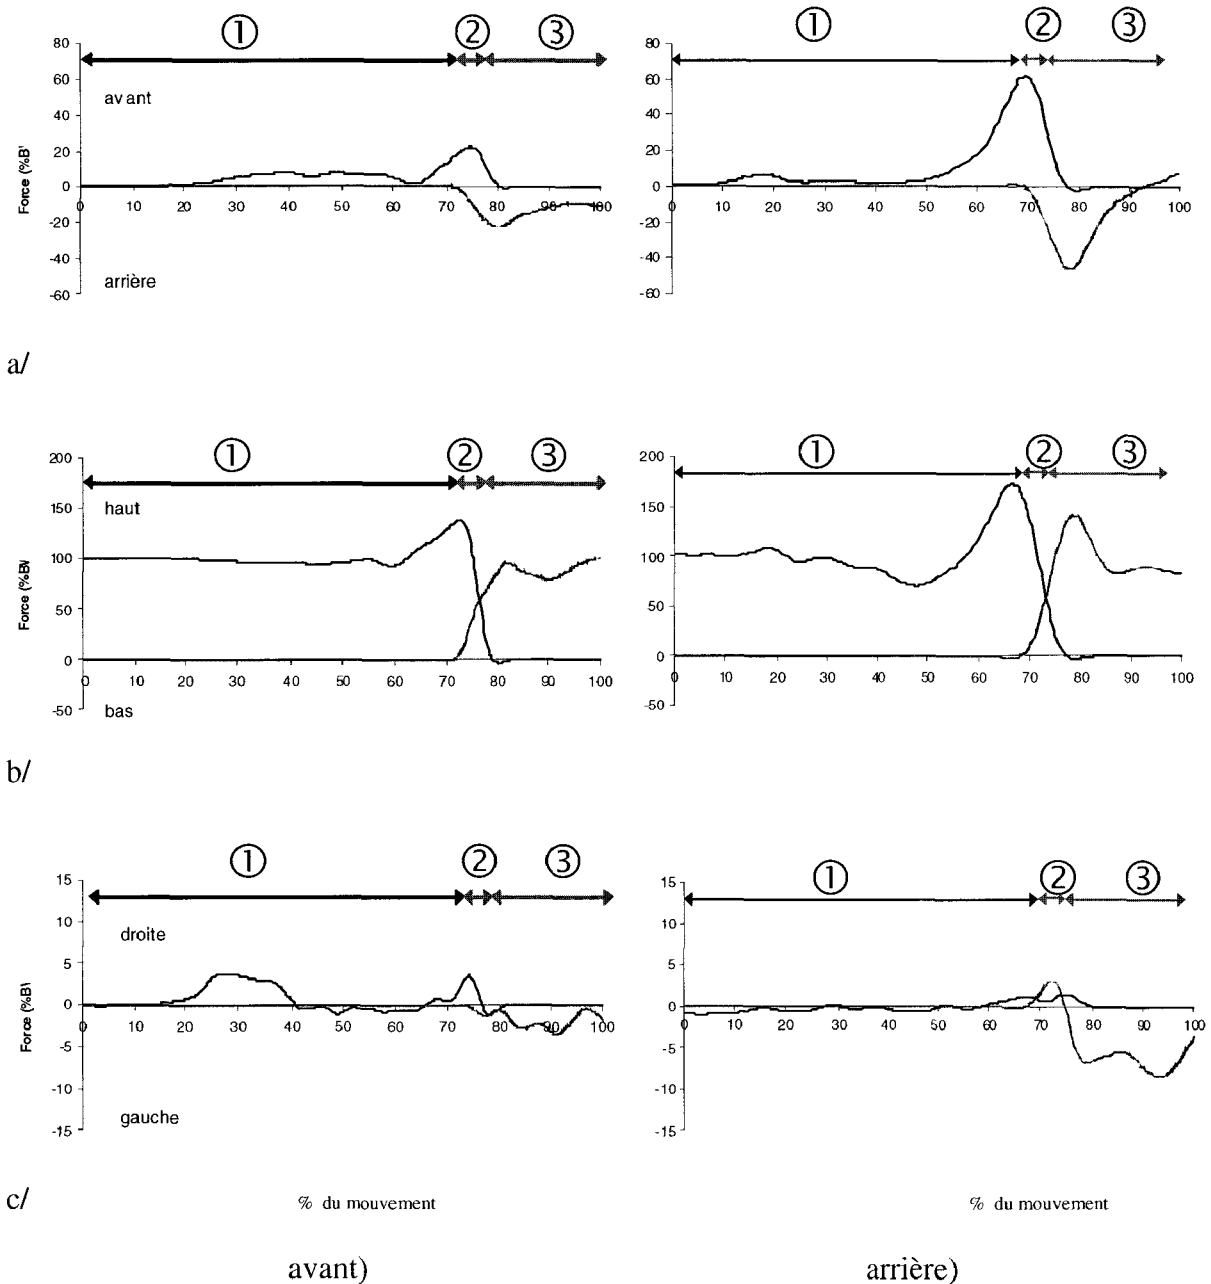 ① ② ③ ① ② ③
80 80
60 60
avant
40 40
20 20
0 0
0 10 20 30 40 50 60 70 80 90 100 0 10 20 30 40 50 60 70 80 90 100
-20 -20
-40 -40
arrière
-60 -60
Force (%B'
a/
① ② ③ ① ② ③
200 200
haut
150 150
100 100
50 50
0 0
0 10 20 30 40 50 60 70 80 90 100 0 10 20 30 40 50 60 70 80 90 100
-50 -50
bas
Force (%B\
b/
① ② ③ ① ② ③
15 15
10 10
droite
5 5
0 0
0 10 20 30 40 50 60 70 80 90 100 0 10 20 30 40 50 60 70 80 90 100
-5 -5
-10 -10
gauche
-15 -15
Force (%B\
c/ % du mouvement % du mouvement
avant) arrière)